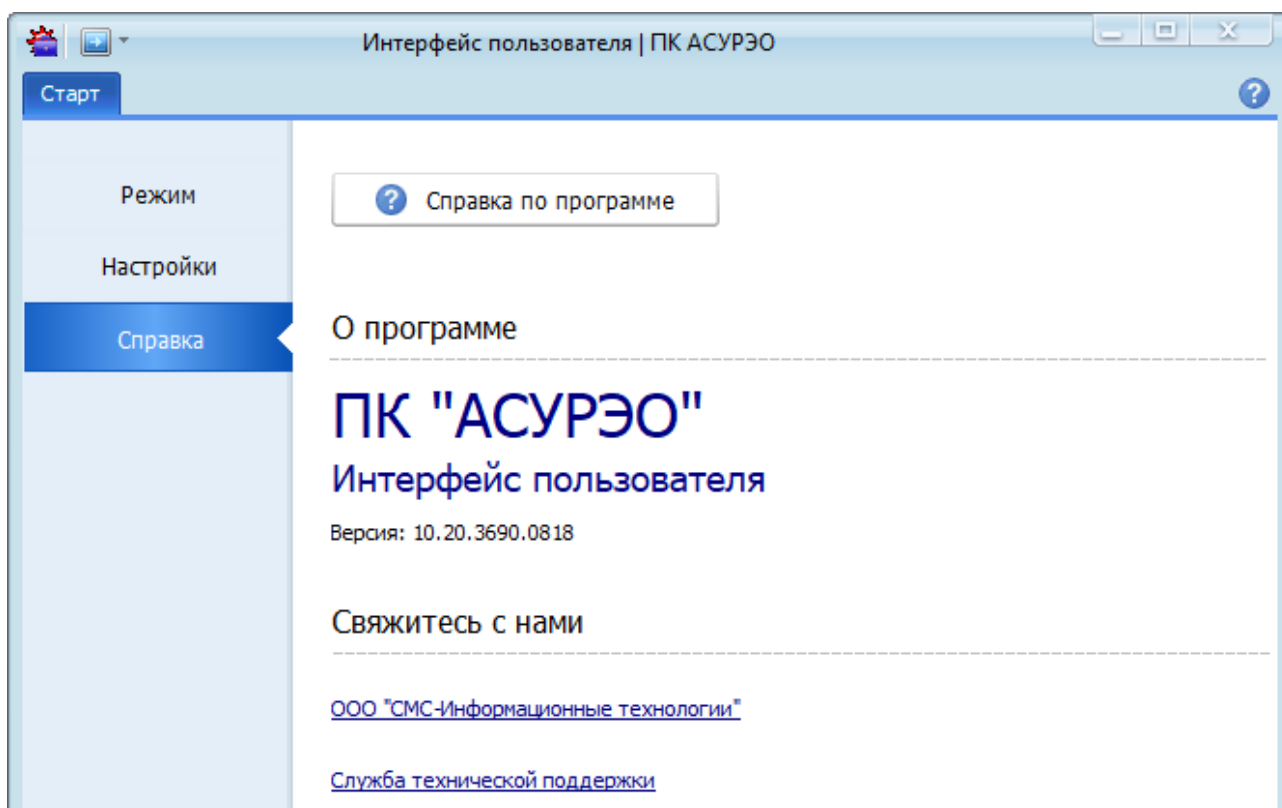 Интерфейс пользователя | ПК АСУРЭО
Старт
Режим
Настройки
Справка
Справка по программе
О программе
ПК "АСУРЭО"
Интерфейс пользователя
Версия: 10.20.3690.0818
Свяжитесь с нами
ООО "СМС-Информационные технологии"
Служба технической поддержки